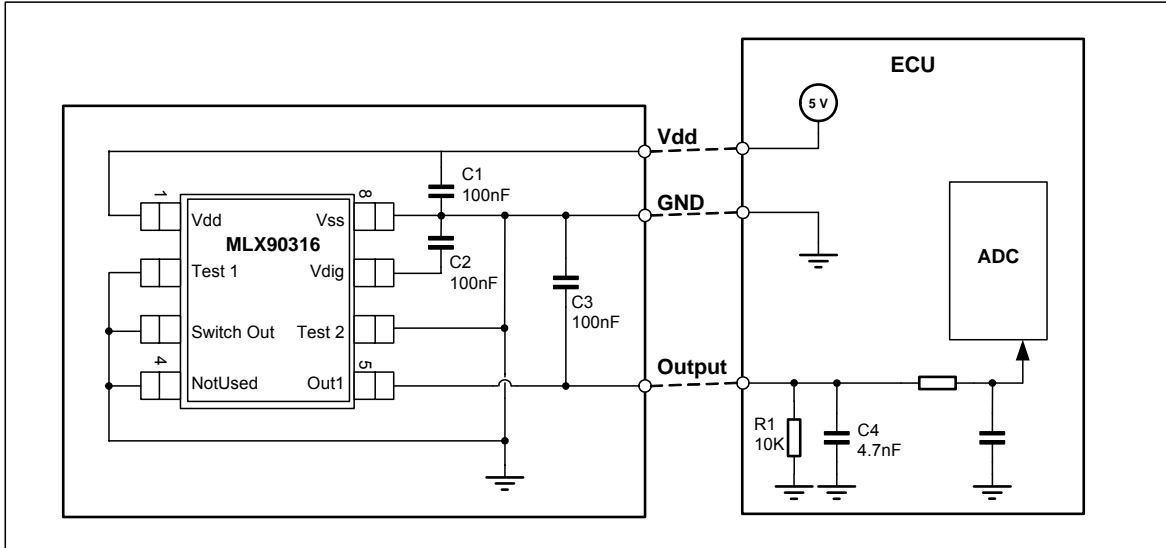 ECU
5 V
Vdd
C1
100nF
1
8
Vdd
Vss
GND
MLX90316
C2
100nF
Test 1
Vdig
ADC
C3
100nF
Switch Out
Test 2
4
5
Output
NotUsed
Out1
R1
10K
C4
4.7nF